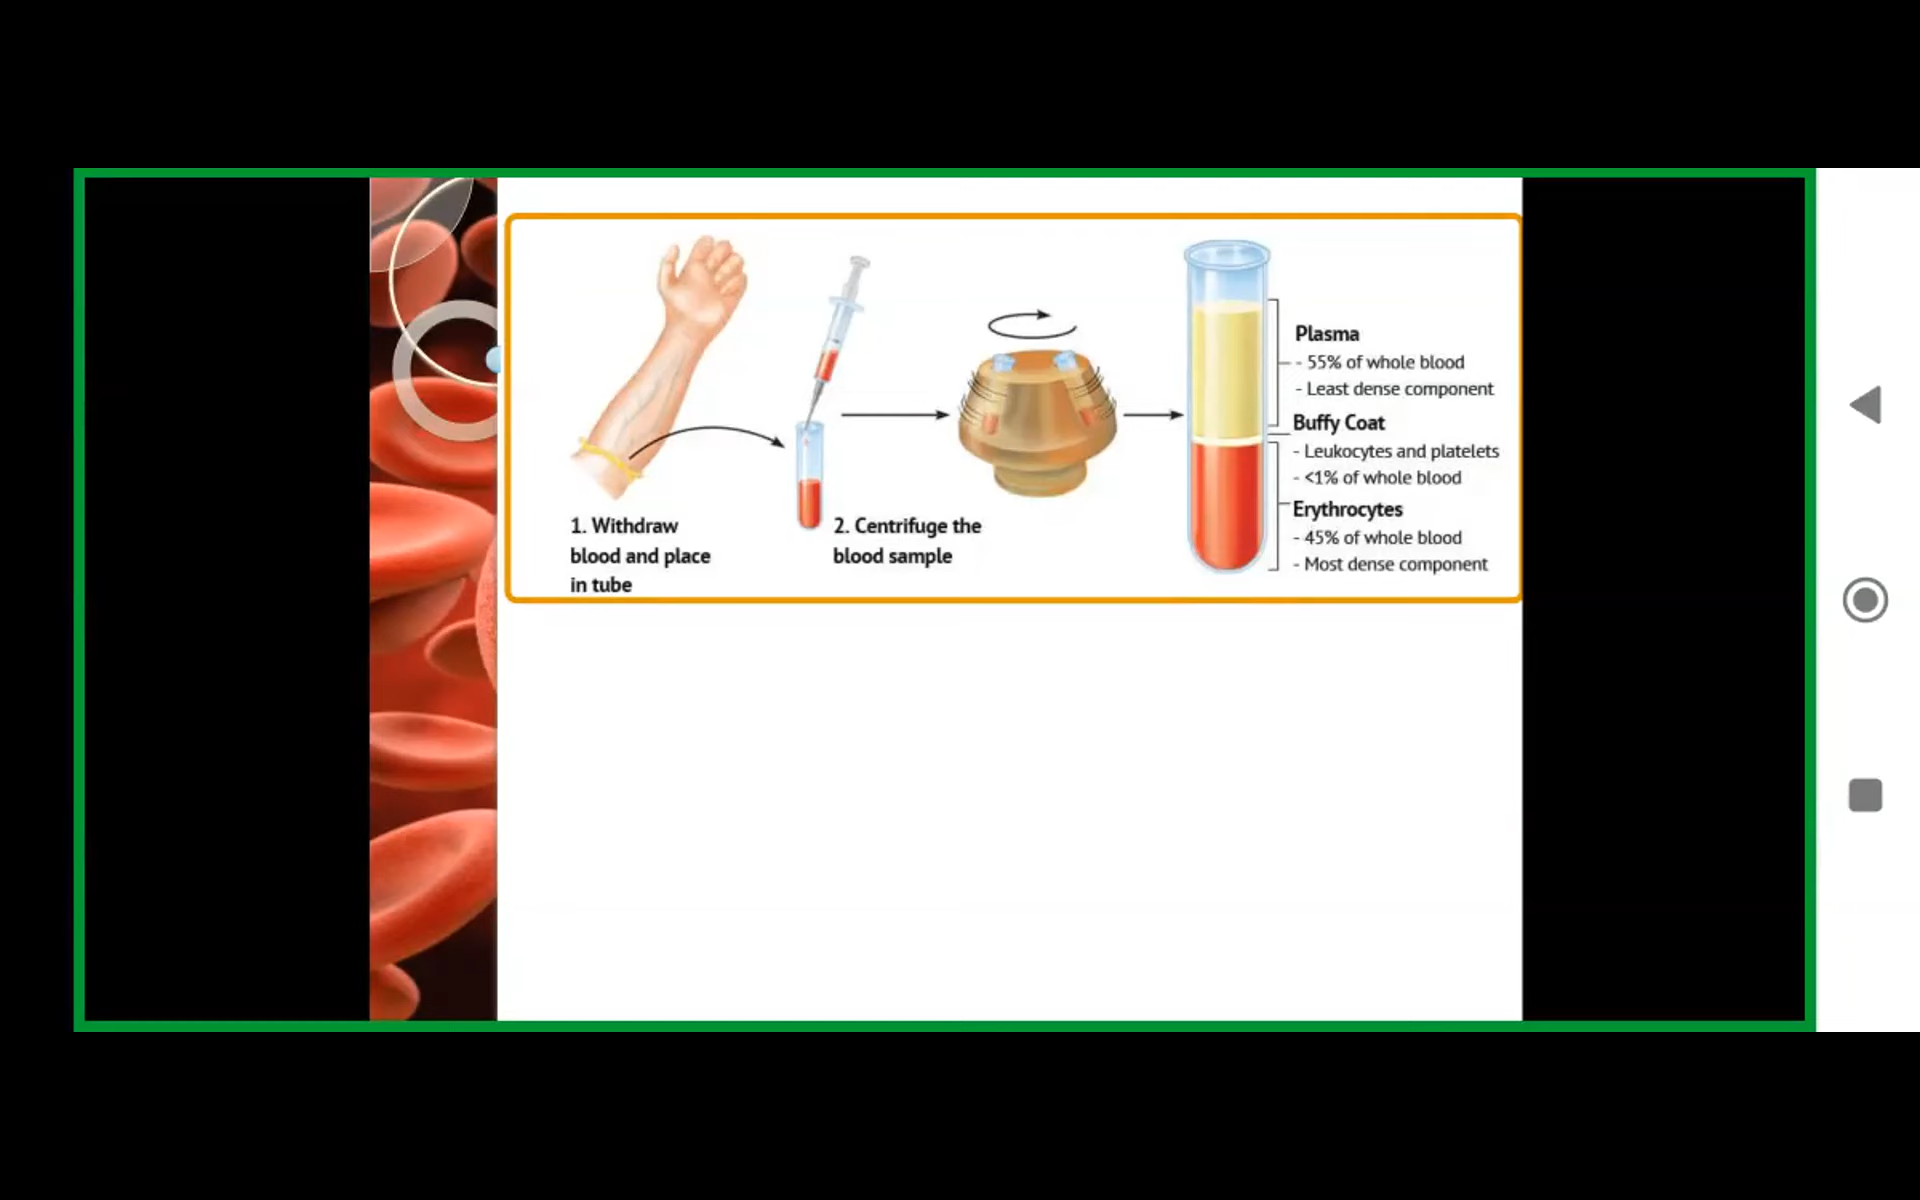 1. Withdraw
blood and place
in tube
2. Centrifuge the
blood sample
Plasma
- 55% of whole blood
- Least dense component
Buffy Coat
- Leukocytes and platelets
- <1% of whole blood
Erythrocytes
- 45% of whole blood
- Most dense component